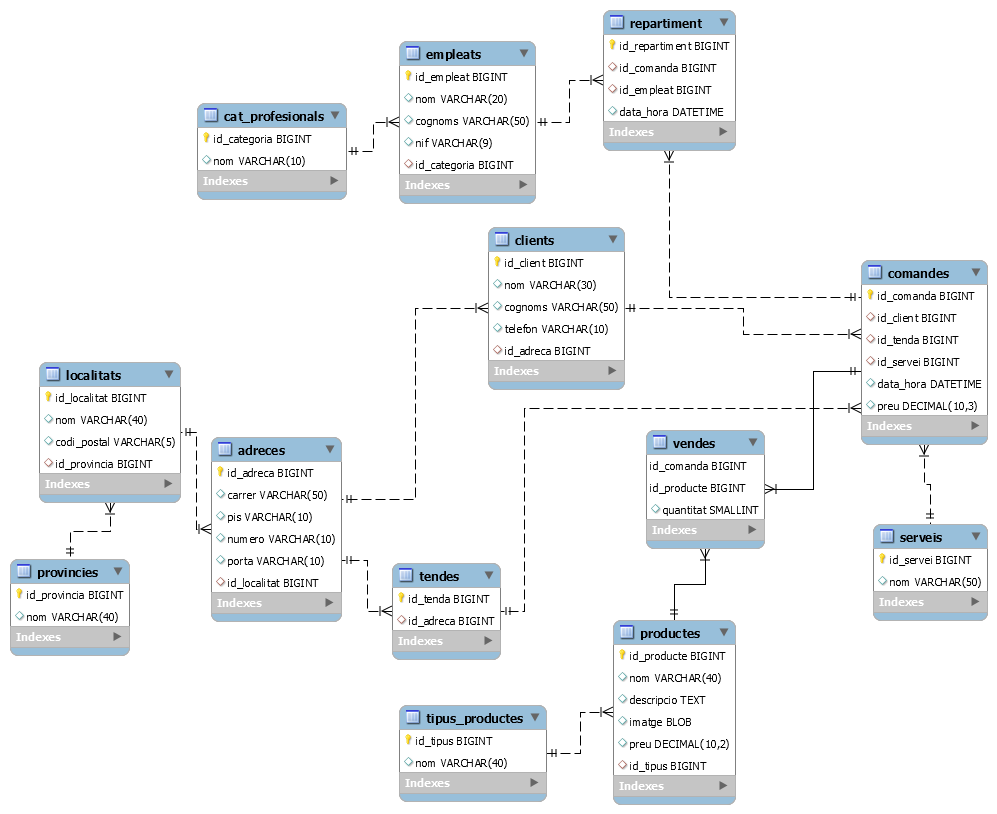 repartiment
id_repartiment BIGINT
id_comanda BIGINT
id_empleat BIGINT
data_hora DATETIME
Indexes
empleats
id_empleat BIGINT
nom VARCHAR(20)
cognoms VARCHAR(50)
nif VARCHAR(9)
id_categoria BIGINT
Indexes
cat_profesionals
id_categoria BIGINT
nom VARCHAR(10)
Indexes
clients
id_client BIGINT
nom VARCHAR(30)
cognoms VARCHAR(50)
telefon VARCHAR(10)
id_adreca BIGINT
Indexes
comandes
id_comanda BIGINT
id_client BIGINT
id_tenda BIGINT
id_servei BIGINT
data_hora DATETIME
preu DECIMAL(10,3)
Indexes
localitats
id_localitat BIGINT
nom VARCHAR(40)
codi_postal VARCHAR(5)
id_provincia BIGINT
Indexes
adreces
id_adreca BIGINT
carrer VARCHAR(50)
pis VARCHAR(10)
numero VARCHAR(10)
porta VARCHAR(10)
id_localitat BIGINT
Indexes
vendes
id_comanda BIGINT
id_producte BIGINT
quantitat SMALLINT
Indexes
serveis
id_servei BIGINT
nom VARCHAR(50)
Indexes
provincies
id_provincia BIGINT
nom VARCHAR(40)
Indexes
tendes
id_tenda BIGINT
id_adreca BIGINT
Indexes
productes
id_producte BIGINT
nom VARCHAR(40)
descripcio TEXT
imatge BLOB
preu DECIMAL(10,2)
id_tipus BIGINT
Indexes
tipus_productes
id_tipus BIGINT
nom VARCHAR(40)
Indexes